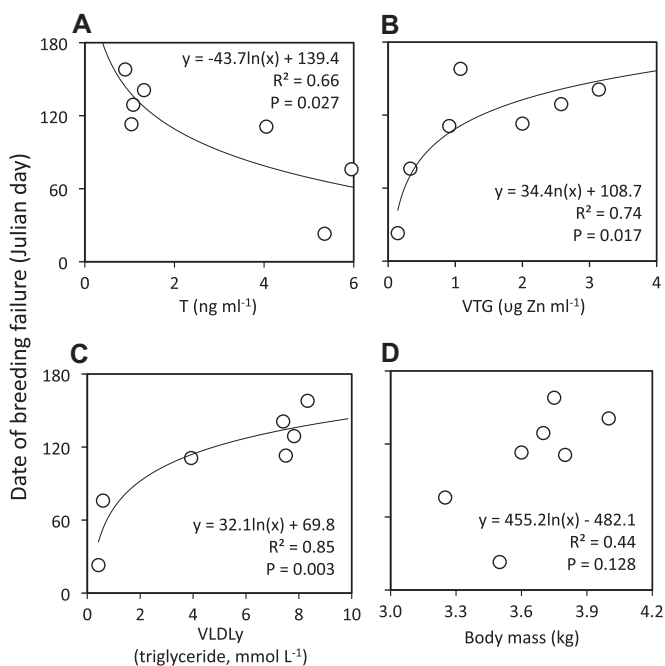 A
180
120
60
0
y = -43.7ln(x) + 139.4
R² = 0.66
P = 0.027
0 2 4 6
T (ng ml⁻¹)
B
y = 34.4n(x) + 108.7
R² = 0.74
P = 0.017
0 1 2 3 4
VTG (ug Zn ml⁻¹)
Date of breeding failure (Julian day)
C
180
120
60
0
y = 32.1ln(x) + 69.8
R² = 0.85
P = 0.003
0 2 4 6 8 10
VLDLy
(triglyceride, mmol L⁻¹)
D
y = 455.2ln(x) - 482.1
R² = 0.44
P = 0.128
3.0 3.3 3.6 3.9 4.2
Body mass (kg)